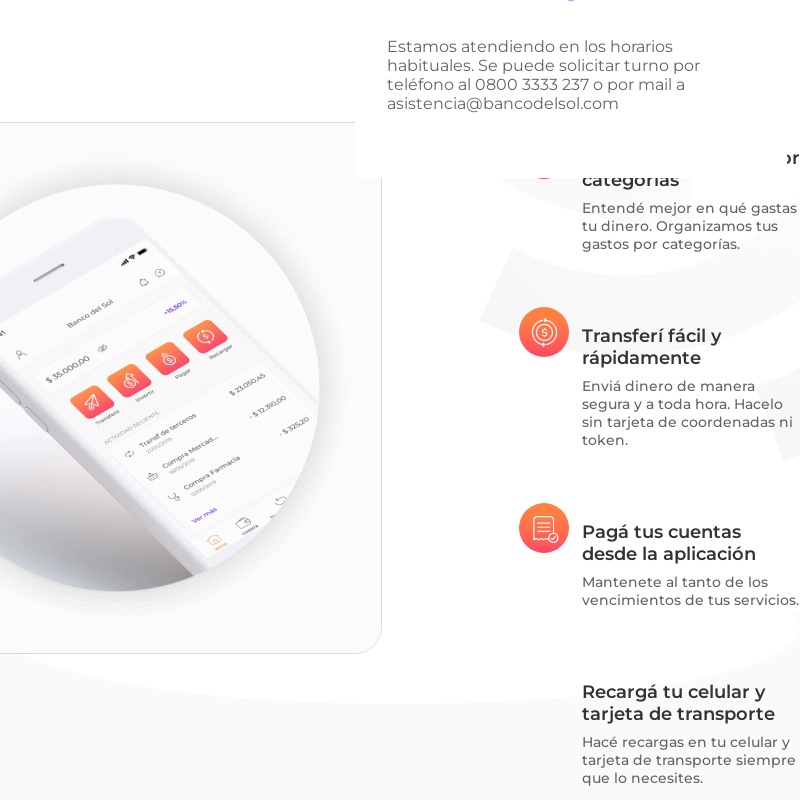 Estamos atendiendo en los horarios
habituales. Se puede solicitar turno por
teléfono al 0800 3333 237 o por mail a
asistencia@bancodelsol.com
categorías
Entendé mejor en qué gastas
tu dinero. Organizamos tus
gastos por categorías.
Banco del Sol
+15,60%
$ 35.000,00
Transferir
Invertir
Pagar
Recargar
ACTIVIDAD RECIENTE
$ 23.050,45
Transf de terceros
- $ 12.310,00
Compra Mercad...
- $ 325,20
Compra Farmacia
Ver más
INICIO
CUENTA
Transferí fácil y
rápidamente
Enviá dinero de manera
segura y a toda hora. Hacelo
sin tarjeta de coordenadas ni
token.
Pagá tus cuentas
desde la aplicación
Mantenete al tanto de los
vencimientos de tus servicios.
Recargá tu celular y
tarjeta de transporte
Hacé recargas en tu celular y
tarjeta de transporte siempre
que lo necesites.